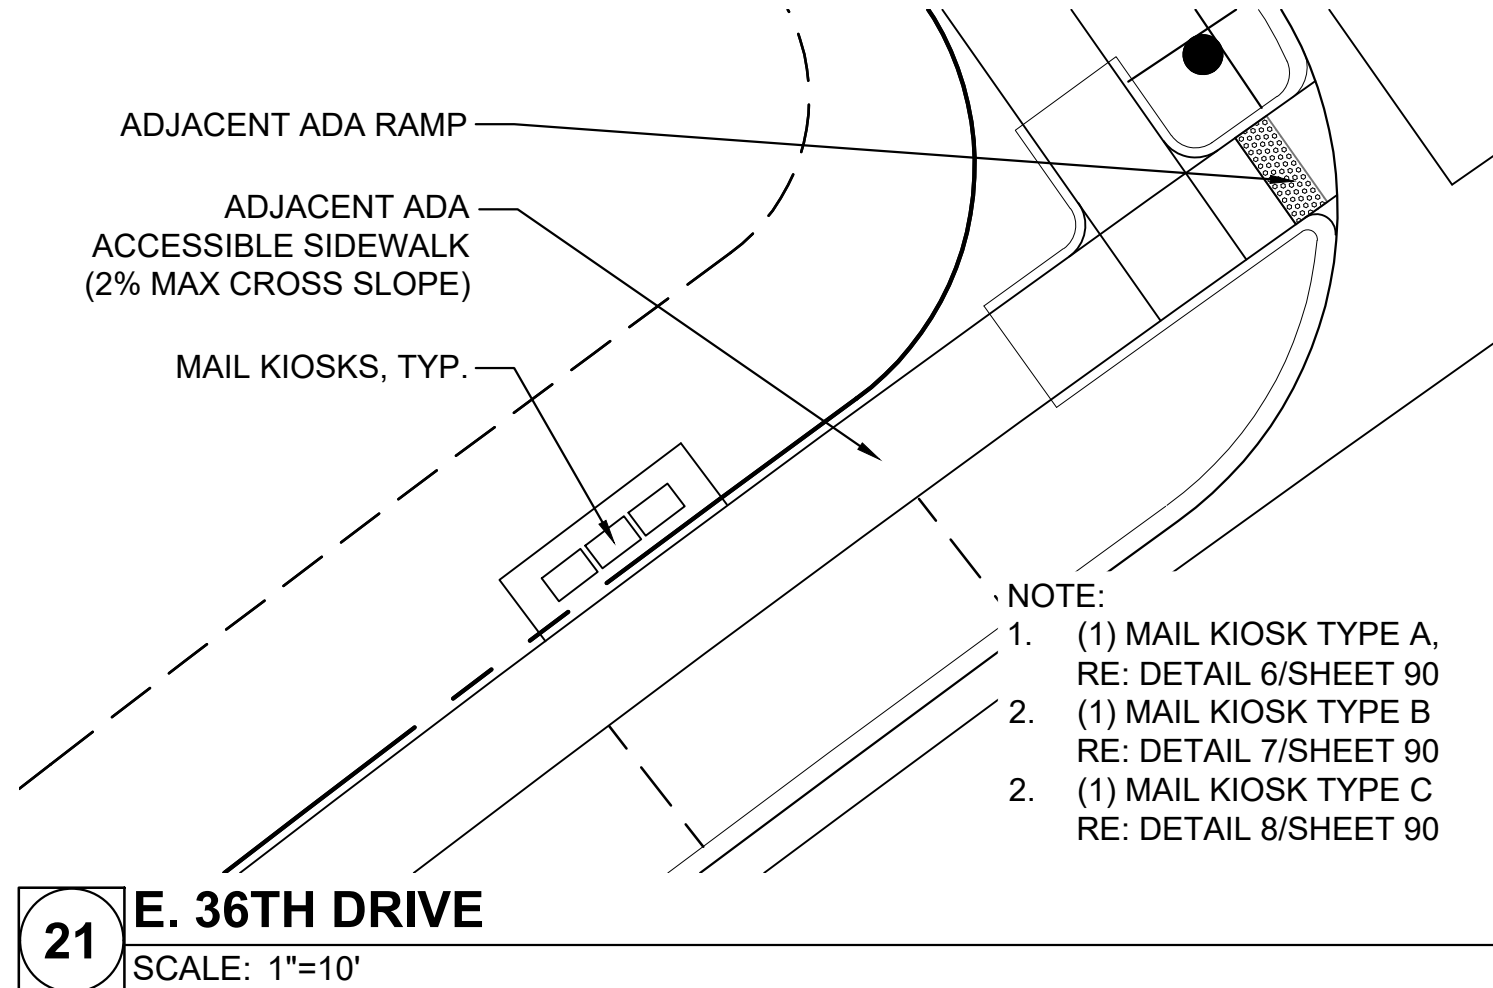 ADJACENT ADA RAMP
ADJACENT ADA
ACCESSIBLE SIDEWALK
(2% MAX CROSS SLOPE)
MAIL KIOSKS, TYP.
NOTE:
1. (1) MAIL KIOSK TYPE A,
RE: DETAIL 6/SHEET 90
2. (1) MAIL KIOSK TYPE B
RE: DETAIL 7/SHEET 90
2. (1) MAIL KIOSK TYPE C
RE: DETAIL 8/SHEET 90
21
E. 36TH DRIVE
SCALE: 1"=10'